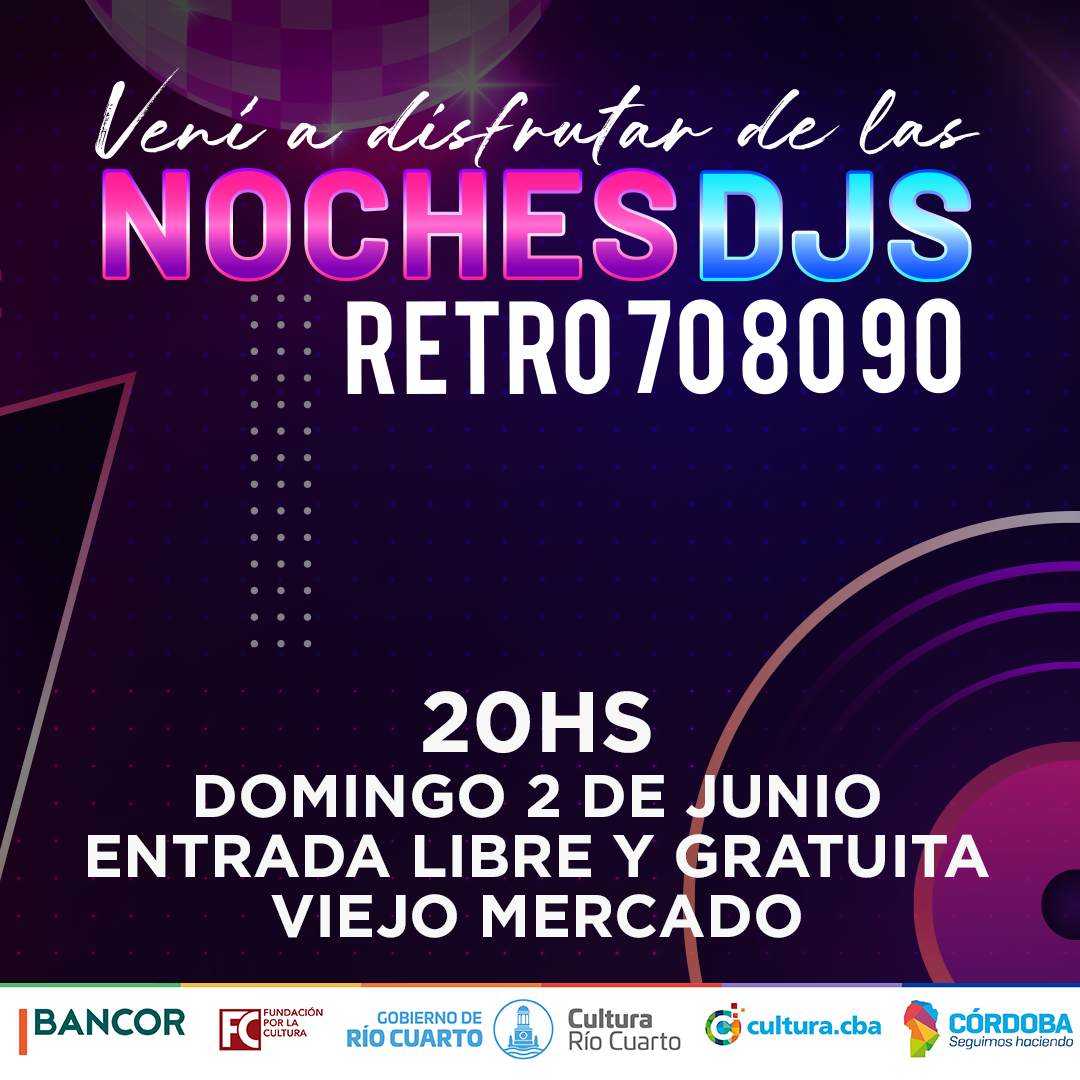 Vení a disfrutar de las
NOCHES DJS
RETRO 70 80 90
20HS
DOMINGO 2 DE JUNIO
ENTRADA LIBRE Y GRATUITA
VIEJO MERCADO
BANCOR
FC FUNDACIÓN
POR LA
CULTURA
GOBIERNO DE
RÍO CUARTO
Cultura
Río Cuarto
cultura.cba
CÓRDOBA
Seguimos haciendo